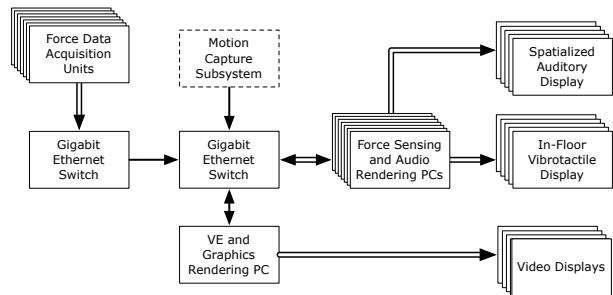 Force Data
Acquisition
Units
Motion
Capture
Subsystem
Spatialized
Auditory
Display
Gigabit
Ethernet
Switch
Gigabit
Ethernet
Switch
Force Sensing
and Audio
Rendering PCs
In-Floor
Vibrotactile
Display
VE and
Graphics
Rendering PC
Video Displays